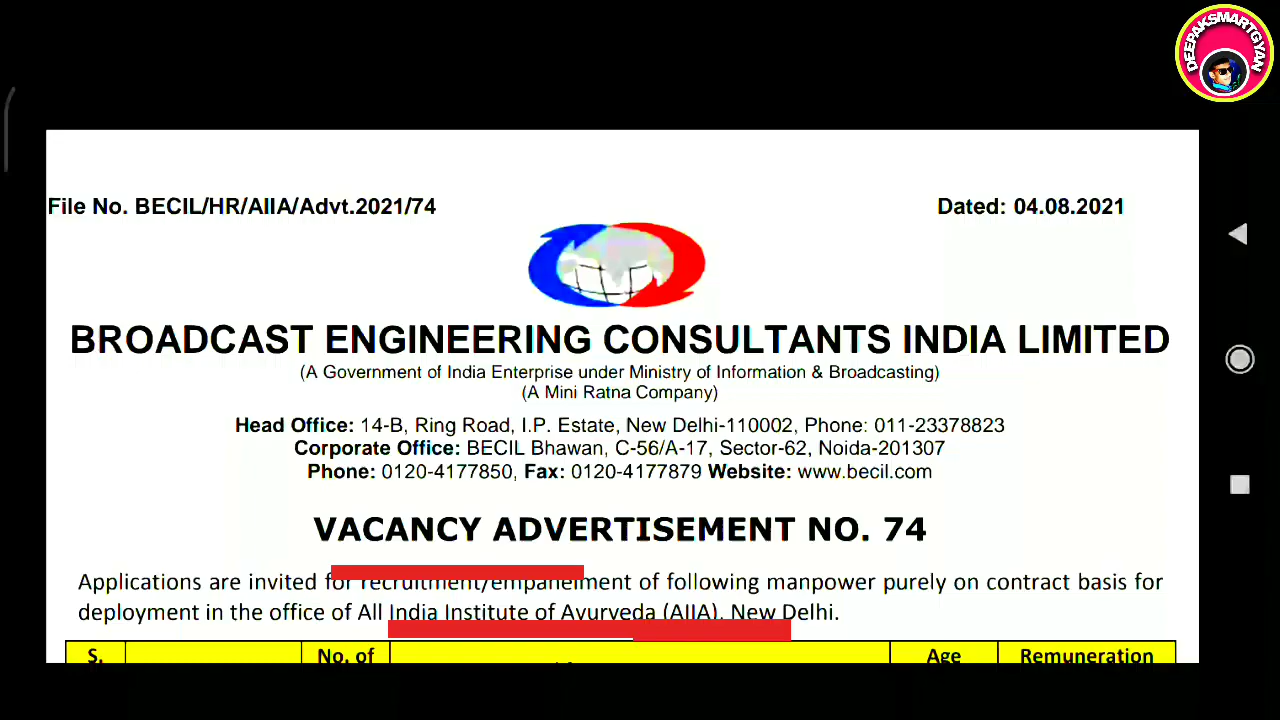 DEEPAKSMARTGYAN
File No. BECIL/HR/AIIA/Advt.2021/74
Dated: 04.08.2021
BROADCAST ENGINEERING CONSULTANTS INDIA LIMITED
(A Government of India Enterprise under Ministry of Information & Broadcasting)
(A Mini Ratna Company)
Head Office: 14-B, Ring Road, I.P. Estate, New Delhi-110002, Phone: 011-23378823
Corporate Office: BECIL Bhawan, C-56/A-17, Sector-62, Noida-201307
Phone: 0120-4177850, Fax: 0120-4177879 Website: www.becil.com
VACANCY ADVERTISEMENT NO. 74
Applications are invited for recruitment/empanelment of following manpower purely on contract basis for
deployment in the office of All India Institute of Ayurveda (AIIA), New Delhi.
S. No. of Age Remuneration